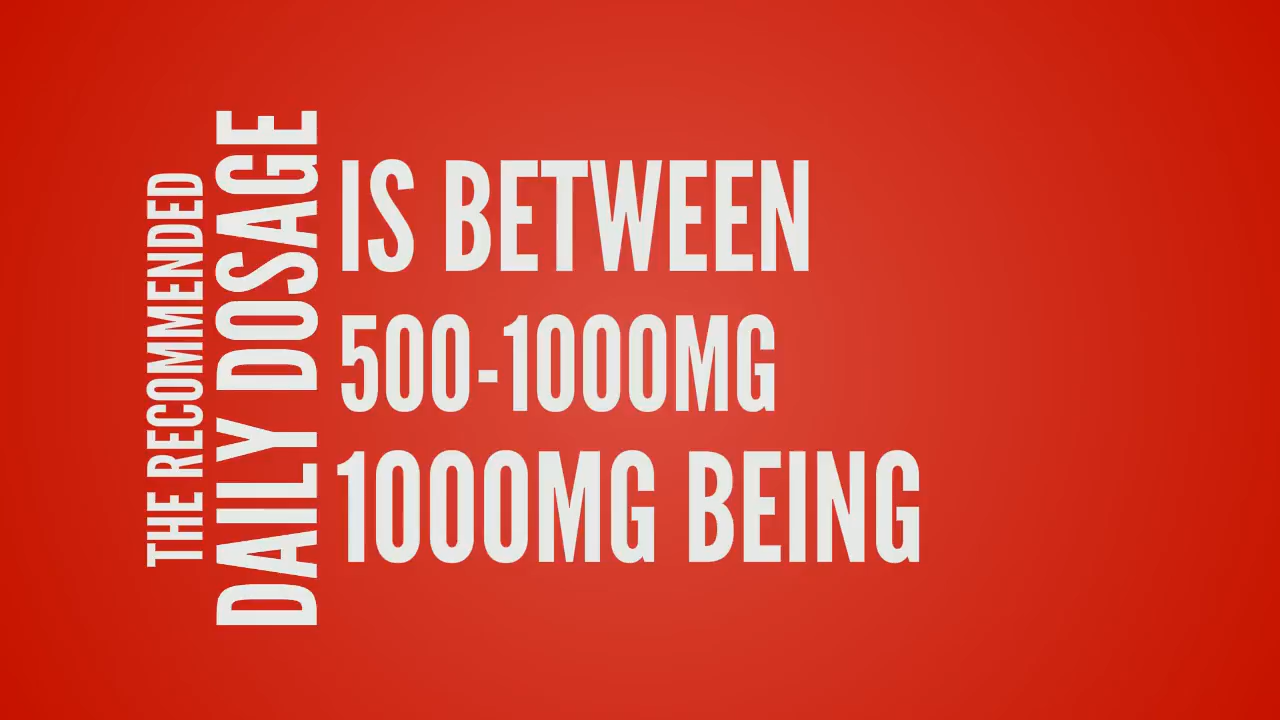 THE RECOMMENDED
DAILY DOSAGE
IS BETWEEN
500-1000MG
1000MG BEING